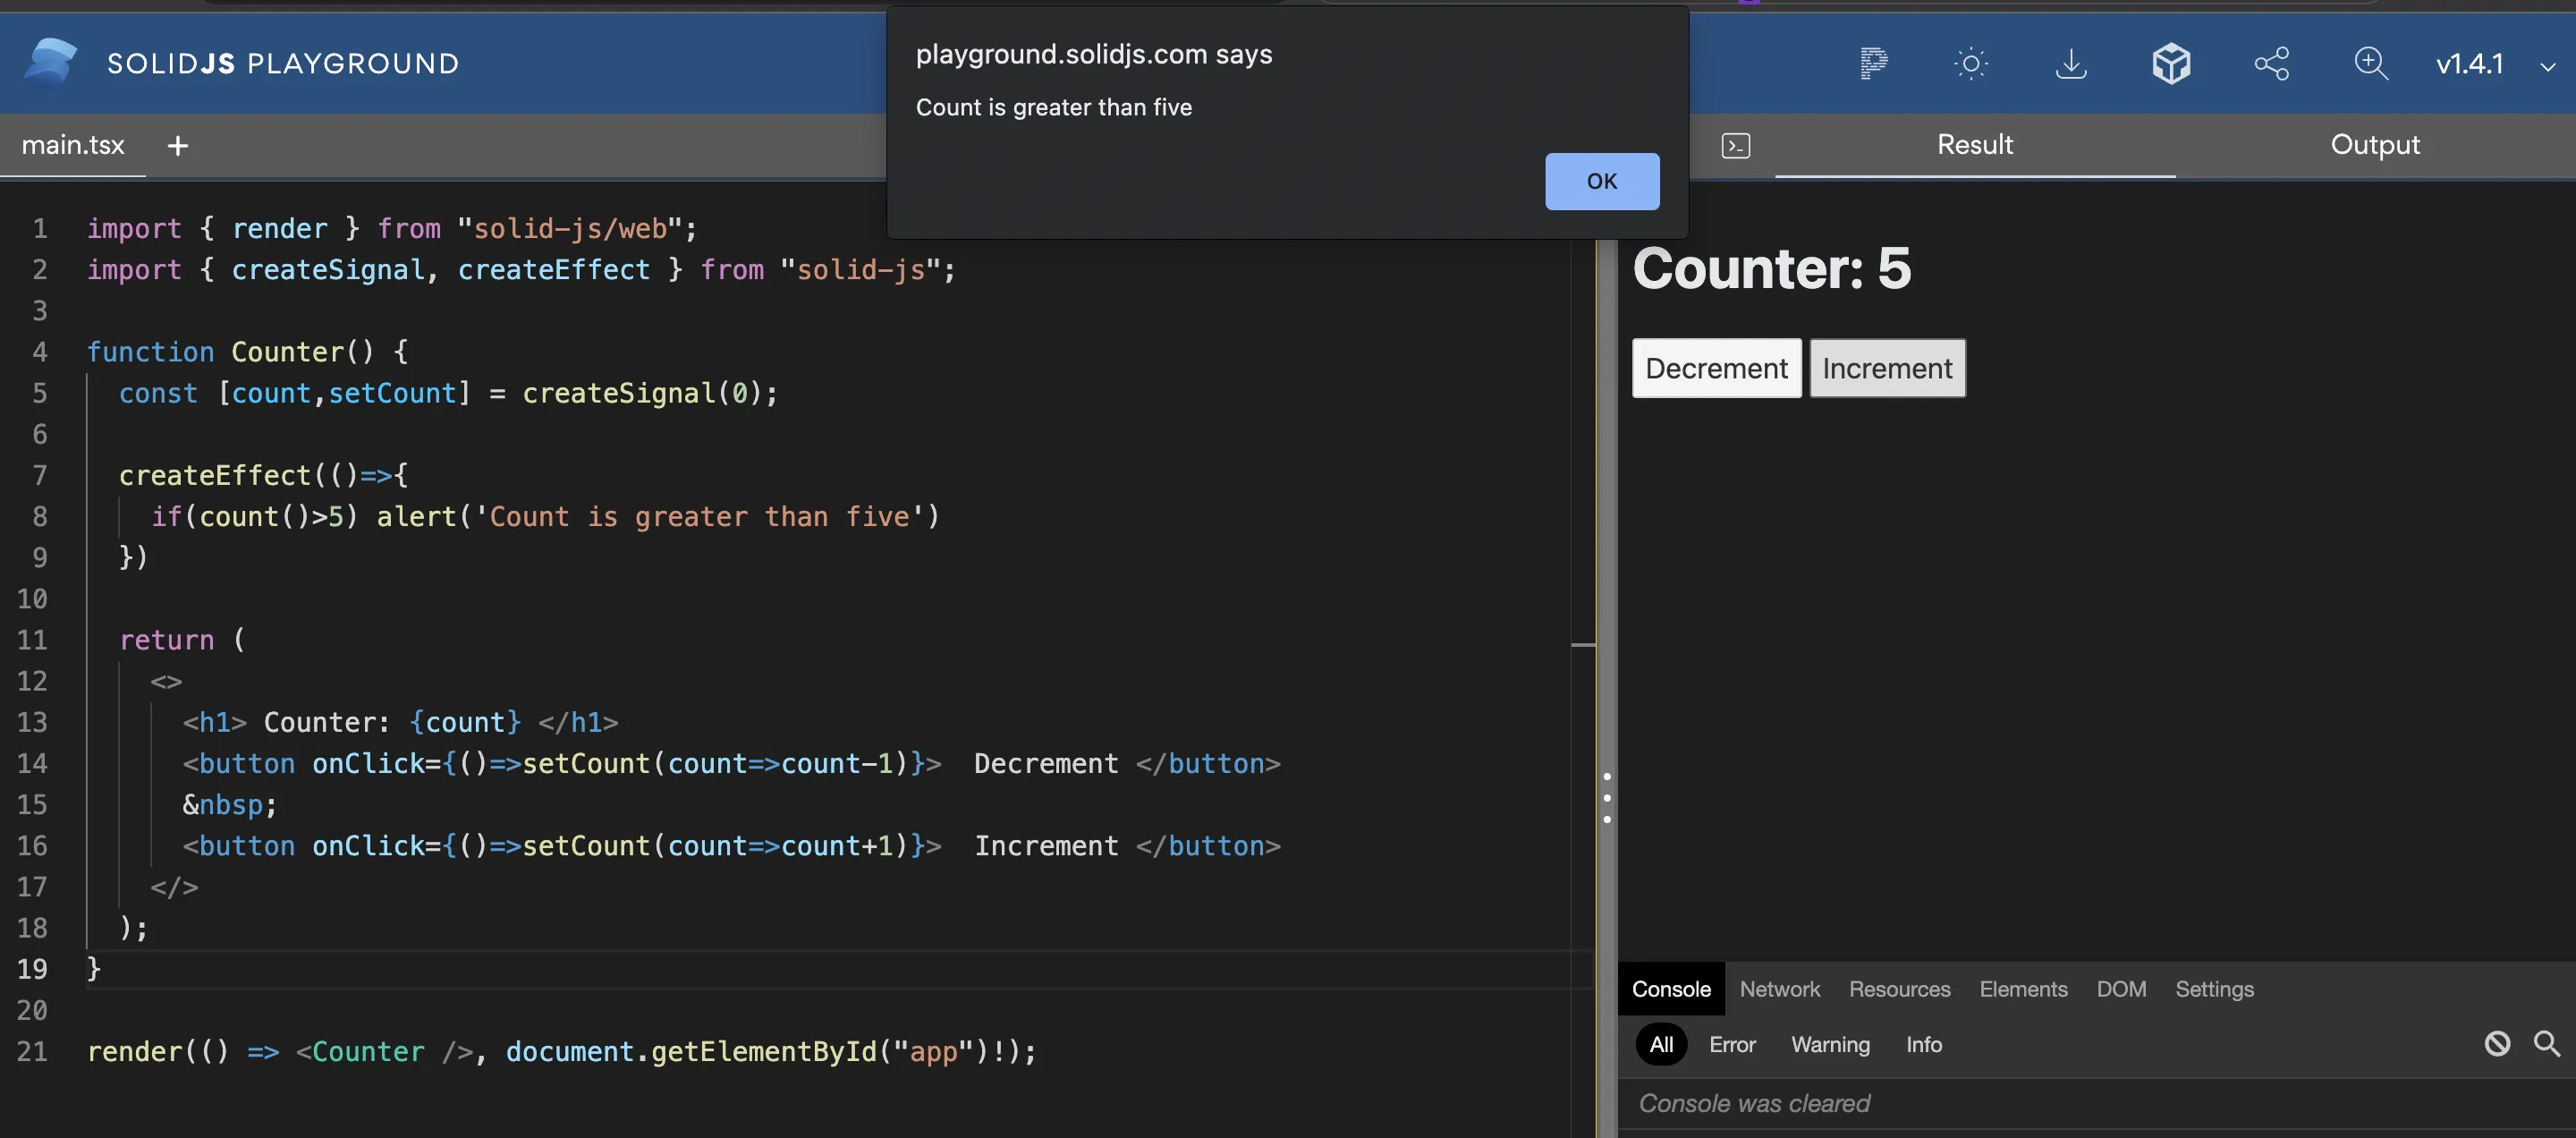 SOLIDJS PLAYGROUND
v1.4.1
playground.solidjs.com says
Count is greater than five
OK
main.tsx +
Result
Output
1 import { render } from "solid-js/web";
2 import { createSignal, createEffect } from "solid-js";
3
4 function Counter() {
5 const [count,setCount] = createSignal(0);
6
7 createEffect(()=>{
8 if(count()>5) alert('Count is greater than five')
9 })
10
11 return (
12 <>
13 <h1> Counter: {count} </h1>
14 <button onClick={()=>setCount(count=>count-1)}>  Decrement </button>
15 &nbsp;
16 <button onClick={()=>setCount(count=>count+1)}>  Increment </button>
17 </>
18 );
19 }
20
21 render(() => <Counter />, document.getElementById("app")!);
Counter: 5
Decrement Increment
Console Network Resources Elements DOM Settings
All Error Warning Info
Console was cleared